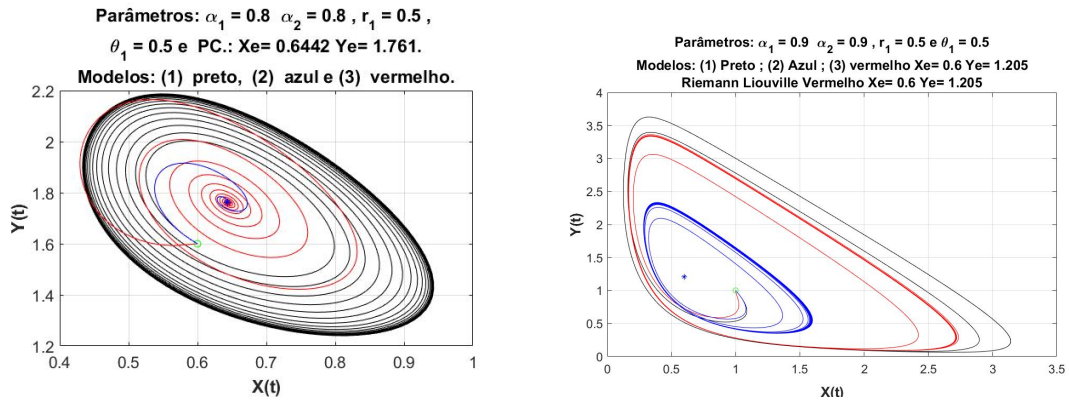 Parâmetros: α₁ = 0.8 α₂ = 0.8 , r₁ = 0.5 ,
θ₁ = 0.5 e PC.: Xe= 0.6442 Ye= 1.761.
Modelos: (1) preto, (2) azul e (3) vermelho.
2.2
2
1.8
1.6
1.4
1.2
Y(t)
0.4 0.5 0.6 0.7 0.8 0.9 1
X(t)
Parâmetros: α₁ = 0.9 α₂ = 0.9 , r₁ = 0.5 e θ₁ = 0.5
Modelos: (1) Preto ; (2) Azul ; (3) vermelho Xe= 0.6 Ye= 1.205
Riemann Liouville Vermelho Xe= 0.6 Ye= 1.205
4
3.5
3
2.5
2
1.5
1
0.5
0
Y(t)
0 0.5 1 1.5 2 2.5 3 3.5
X(t)